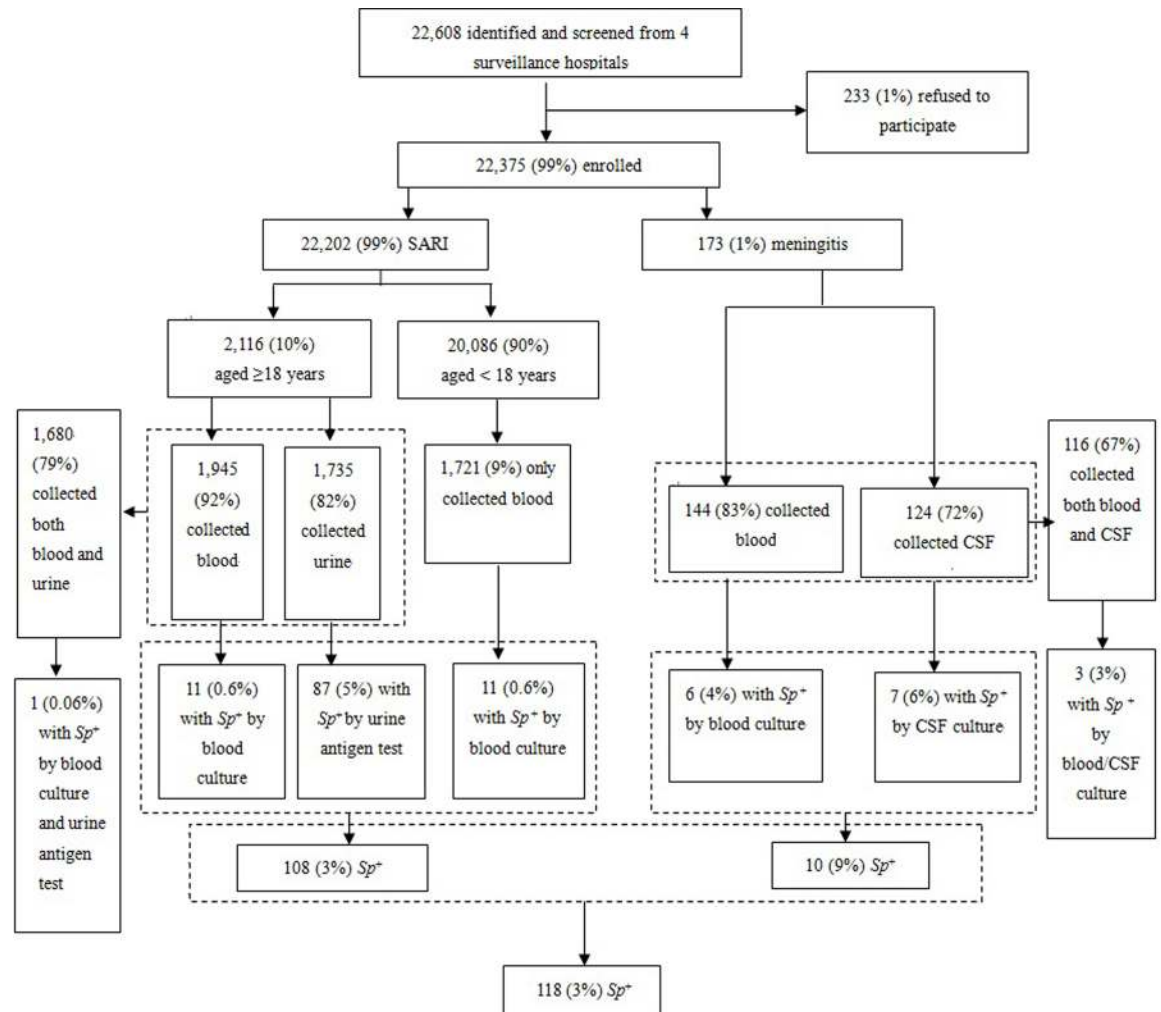 22,608 identified and screened from 4
surveillance hospitals
233 (1%) refused to
participate
22,375 (99%) enrolled
22,202 (99%) SARI
173 (1%) meningitis
2,116 (10%)
aged ≥18 years
20,086 (90%)
aged < 18 years
1,680
(79%)
collected
both
blood and
urine
1,945
(92%)
collected
blood
1,735
(82%)
collected
urine
1,721 (9%) only
collected blood
144 (83%) collected
blood
124 (72%)
collected CSF
116 (67%)
collected
both blood
and CSF
1 (0.06%)
with Sp⁺
by blood
culture
and urine
antigen
test
11 (0.6%)
with Sp⁺
by blood
culture
87 (5%) with
Sp⁺ by urine
antigen test
11 (0.6%)
with Sp⁺ by
blood culture
6 (4%) with Sp⁺
by blood culture
7 (6%) with Sp⁺
by CSF culture
3 (3%)
with Sp⁺
by
blood/CSF
culture
108 (3%) Sp⁺
10 (9%) Sp⁺
118 (3%) Sp⁺